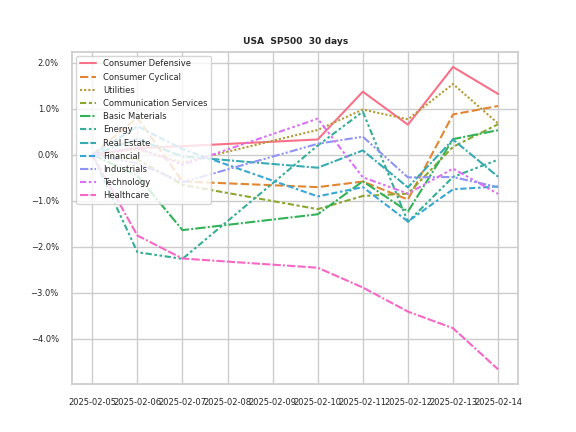 USA SP500 30 days
2.0%
1.0%
0.0%
−1.0%
−2.0%
−3.0%
−4.0%
Consumer Defensive
Consumer Cyclical
Utilities
Communication Services
Basic Materials
Energy
Real Estate
Financial
Industrials
Technology
Healthcare
2025-02-05 2025-02-06 2025-02-07 2025-02-08 2025-02-09 2025-02-10 2025-02-11 2025-02-12 2025-02-13 2025-02-14